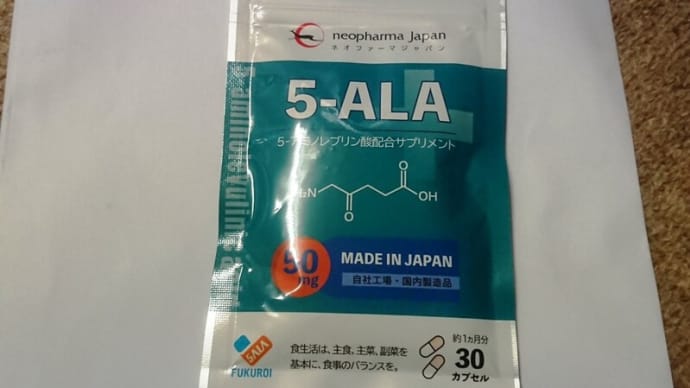 neopharma Japan
ネオファーマジャパン
5-ALA
5-アミノレブリン酸配合サプリメント
H₂N
O
O
OH
50
mg
MADE IN JAPAN
自社工場・国内製造品
5ALA
FUKUROI
食生活は、主食、主菜、副菜を
基本に、食事のバランスを。
約1ヵ月分
30
カプセル